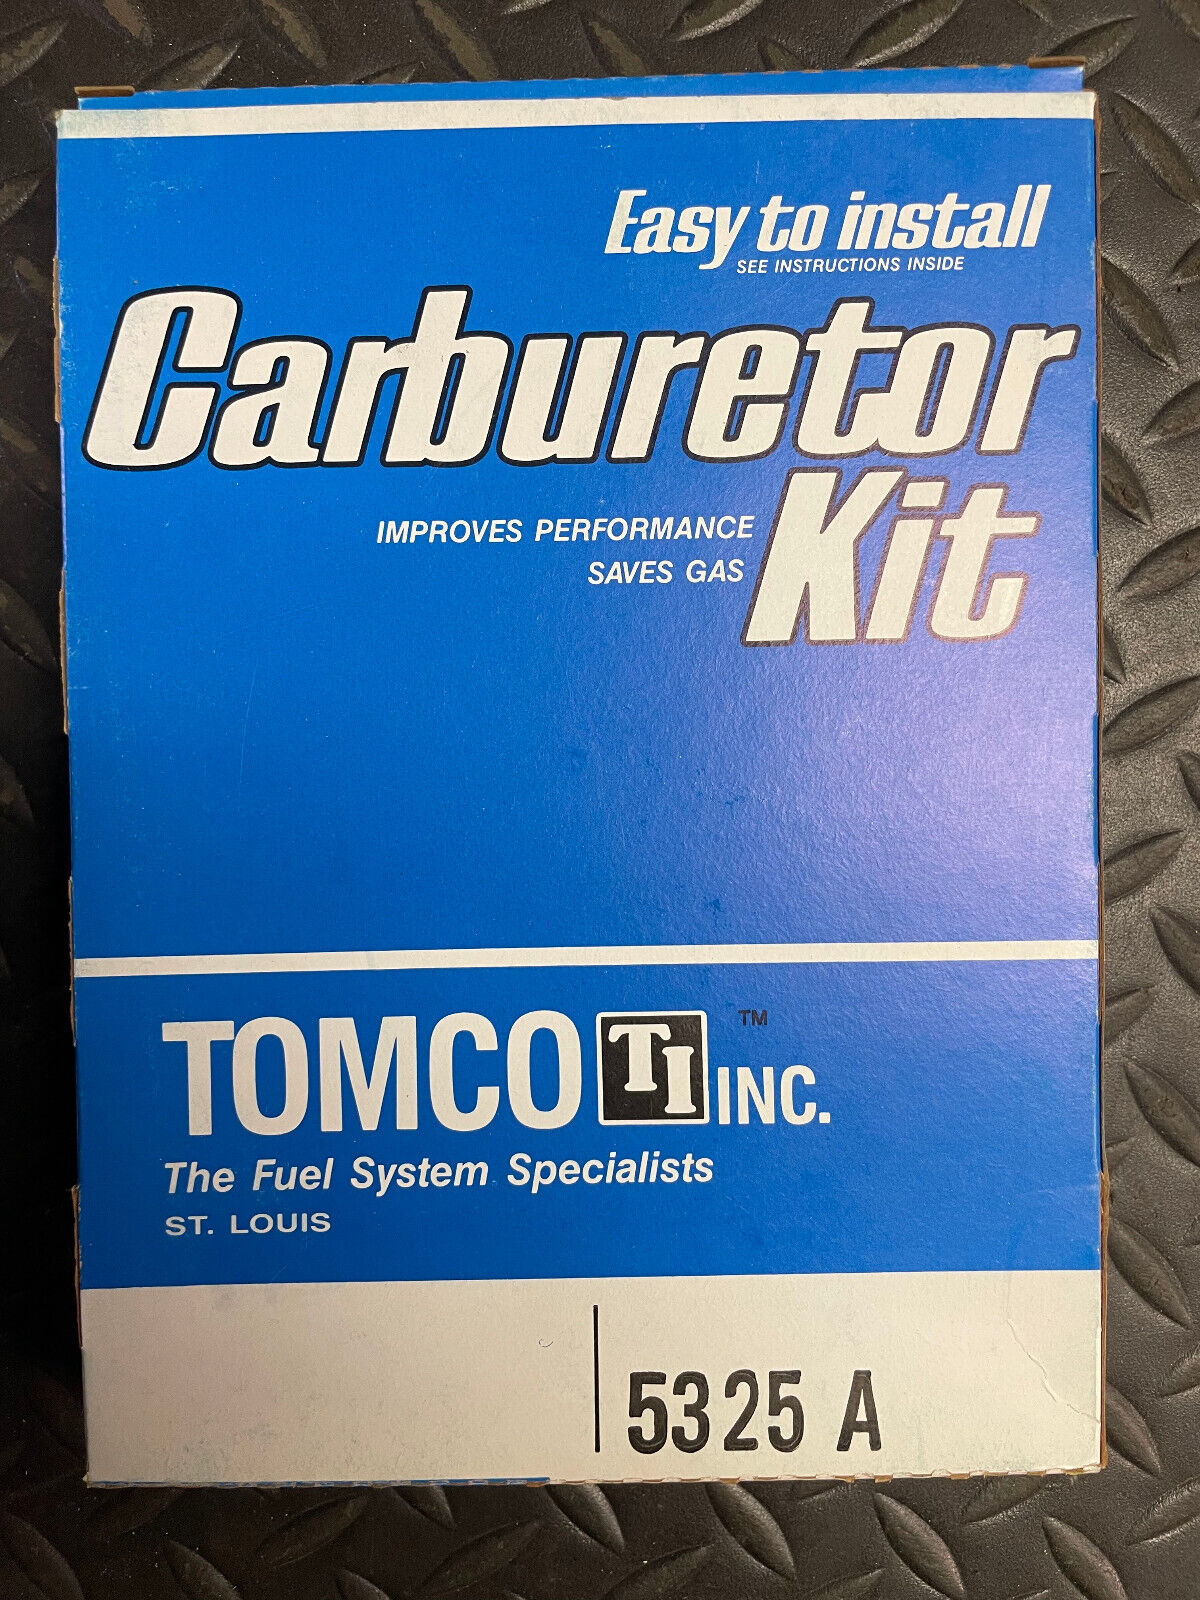 Easy to install
SEE INSTRUCTIONS INSIDE
Carburetor
Kit
IMPROVES PERFORMANCE
SAVES GAS
TOMCO TI INC. ™
The Fuel System Specialists
ST. LOUIS
5325 A